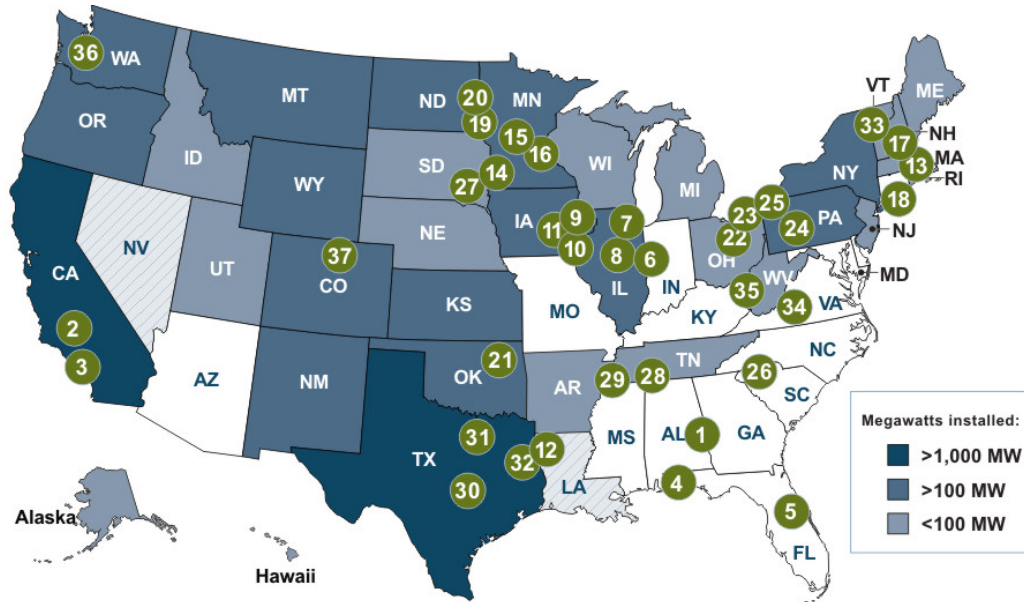 36
WA
MT
ND
20
19
MN
15
16
OR
ID
SD
27
14
WI
MI
VT
ME
33
17
NH
MA
13
RI
NY
18
25
23
PA
24
22
NJ
WY
IA
11
9
10
7
8
6
OH
NE
NV
UT
37
CO
IL
IN
WV
35
34
VA
MD
CA
KS
MO
KY
2
3
AZ
NM
OK
21
AR
29
28
TN
NC
26
SC
TX
31
32
12
30
LA
MS
AL
1
GA
4
5
FL
Alaska
Hawaii
Megawatts installed:
>1,000 MW
>100 MW
<100 MW